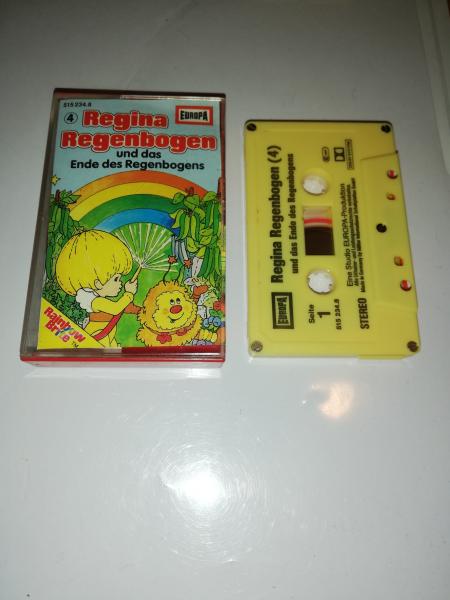 515 234.8
4
EUROPA
Regina
Regenbogen
und das
Ende des Regenbogens
Rainbow
Brite
TM
Regina Regenbogen (4)
und das Ende des Regenbogens
EUROPA
Seite
1
515 234.8
Eine Studio EUROPA-Produktion
STEREO